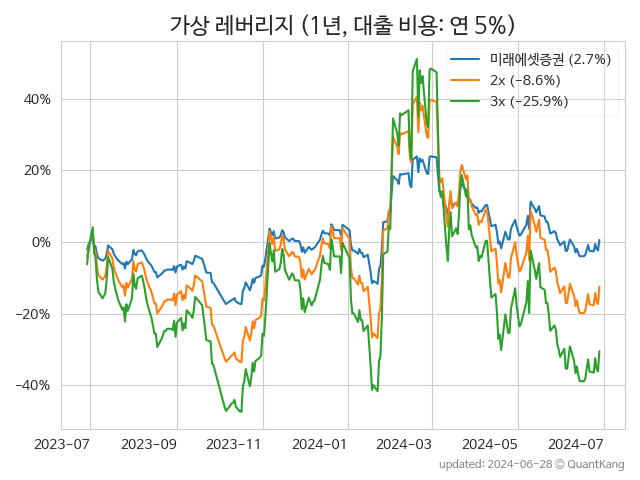 가상 레버리지 (1년, 대출 비용: 연 5%)
미래에셋증권 (2.7%)
2x (−8.6%)
3x (−25.9%)
40%
20%
0%
−20%
−40%
2023-07 2023-09 2023-11 2024-01 2024-03 2024-05 2024-07
updated: 2024-06-28 © QuantKang